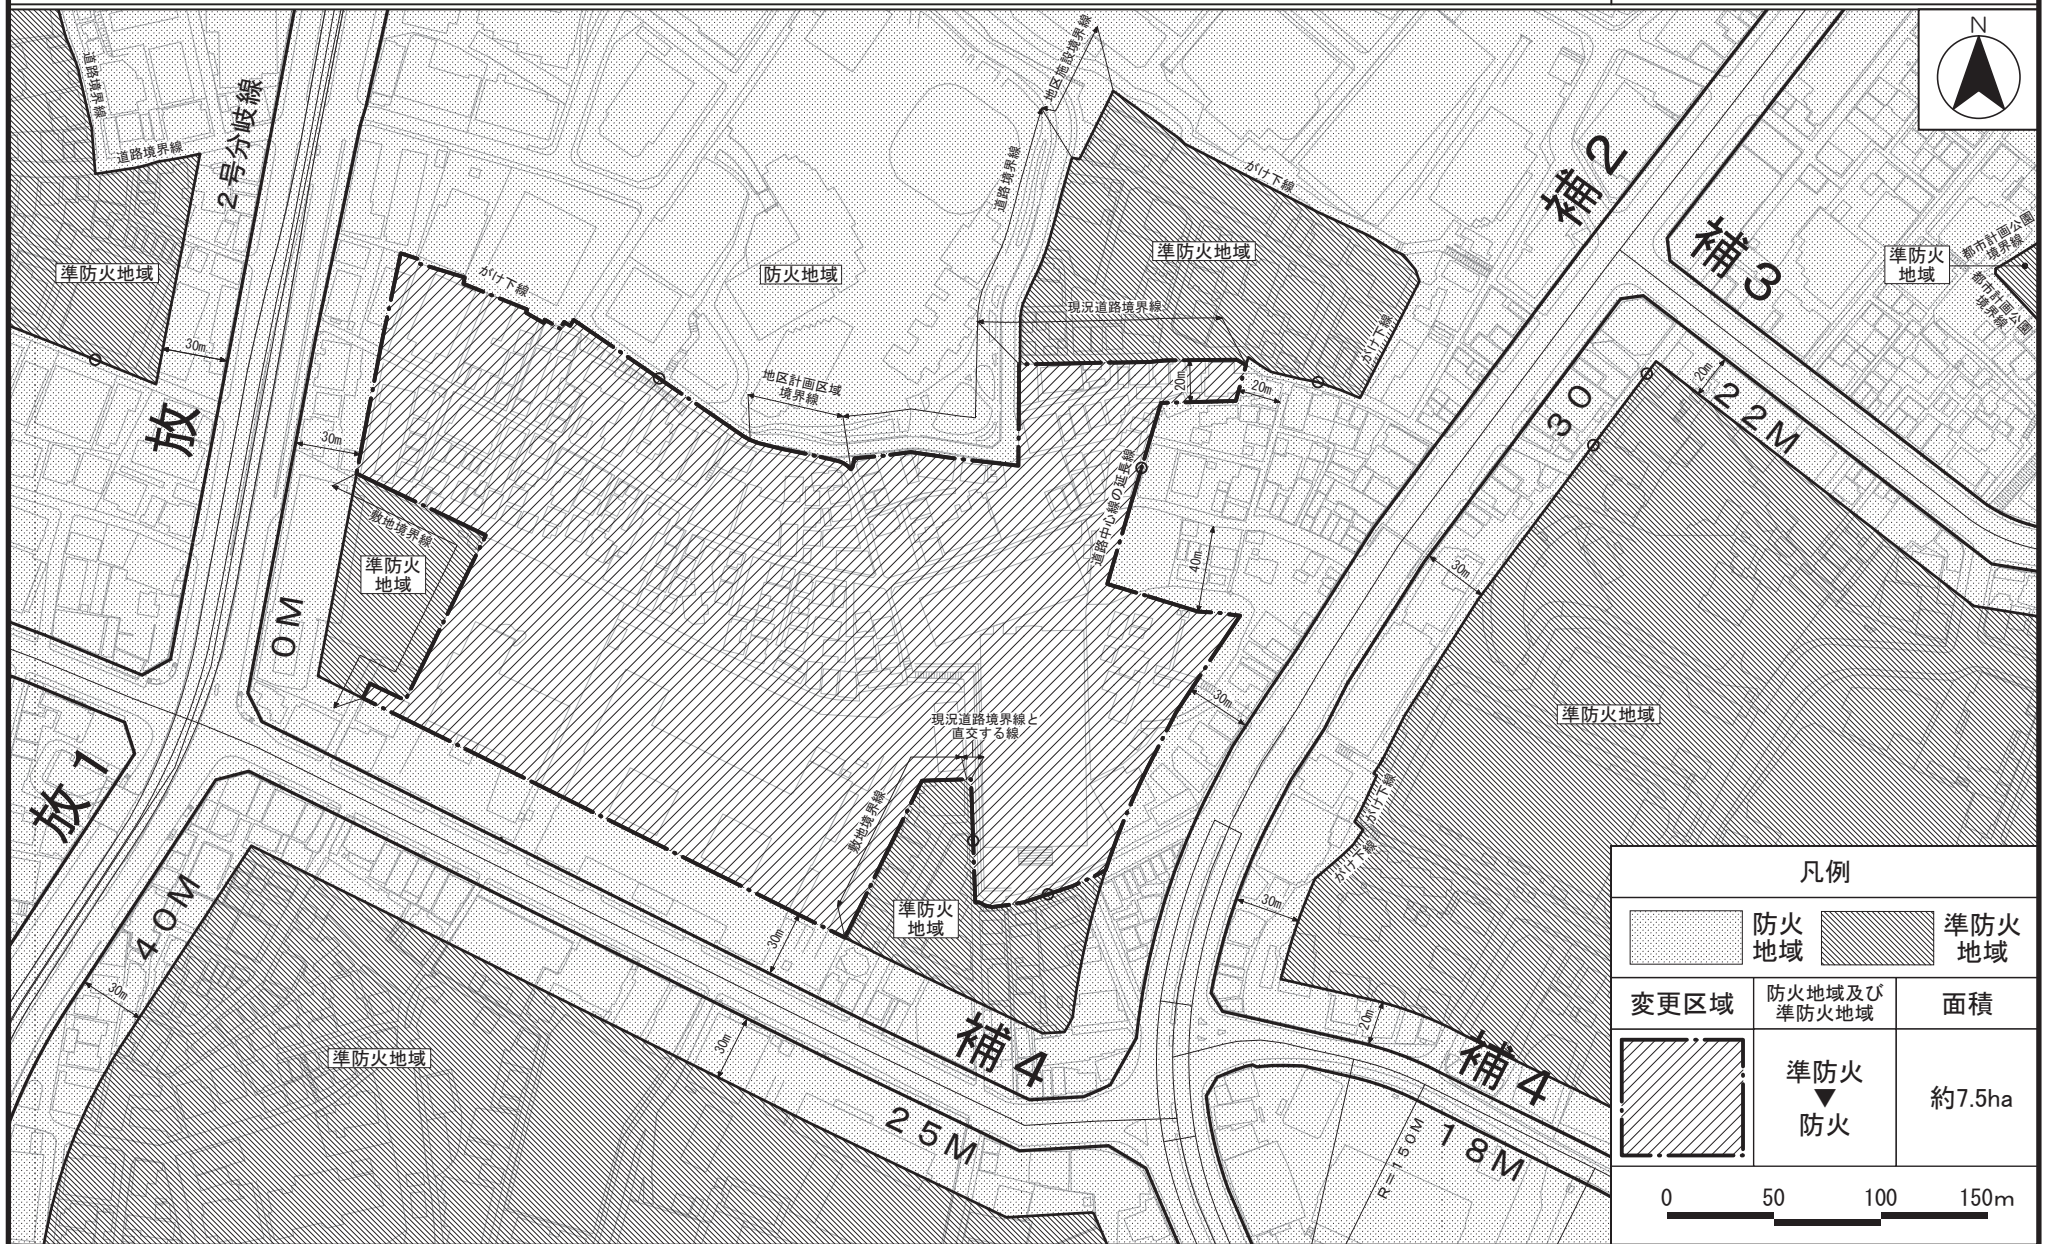 N
地区施設境界線
道路境界線
道路境界線
2号分岐線
道路境界線
がけ下線
補2
補3
都市計画公園
境界線
都市計画公園
境界線
準防火
地域
準防火地域
準防火地域
防火地域
がけ下線
現況道路境界線
がけ下線
30m
20m
20m
20m
22M
30
地区計画区域
境界線
放
30m
道路中心線の延長線
敷地境界線
準防火
地域
40m
30m
0M
30m
準防火地域
現況道路境界線と
直交する線
放1
敷地境界線
がけ下線
がけ下線
40M
30m
準防火
地域
30m
30m
20m
補4
補4
準防火地域
30m
25M
18M
R=150M
凡例
防火
地域
準防火
地域
変更区域
防火地域及び
準防火地域
面積
準防火
▼
防火
約7.5ha
0 50 100 150m